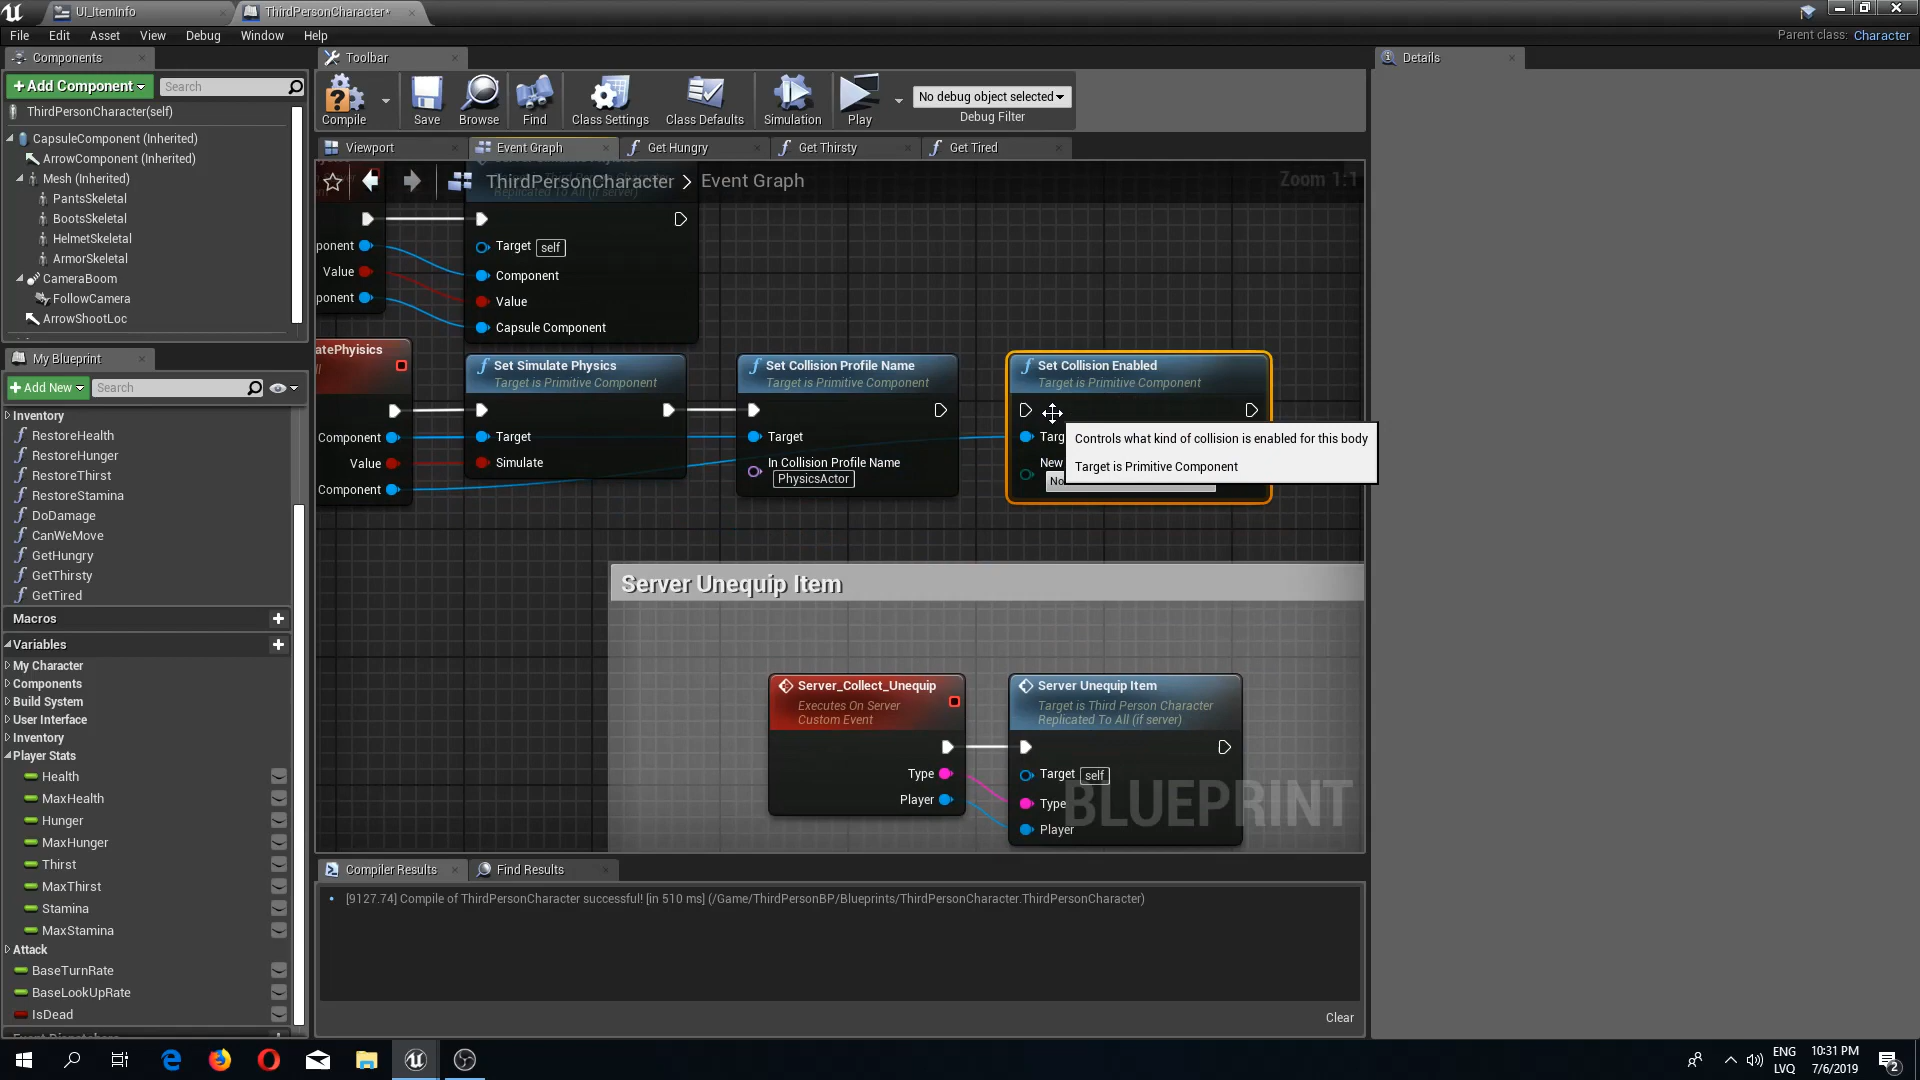 UI_ItemInfo
ThirdPersonCharacter*
File Edit Asset View Debug Window Help
Parent class: Character
Components
+ Add Component
Search
ThirdPersonCharacter(self)
CapsuleComponent (Inherited)
ArrowComponent (Inherited)
Mesh (Inherited)
PantsSkeletal
BootsSkeletal
HelmetSkeletal
ArmorSkeletal
CameraBoom
FollowCamera
ArrowShootLoc
My Blueprint
+ Add New
Search
Inventory
RestoreHealth
RestoreHunger
RestoreThirst
RestoreStamina
DoDamage
CanWeMove
GetHungry
GetThirsty
GetTired
Macros
Variables
My Character
Components
Build System
User Interface
Inventory
Player Stats
Health
MaxHealth
Hunger
MaxHunger
Thirst
MaxThirst
Stamina
MaxStamina
Attack
BaseTurnRate
BaseLookUpRate
IsDead
Toolbar
Compile
Save
Browse
Find
Class Settings
Class Defaults
Simulation
Play
No debug object selected
Debug Filter
Viewport
Event Graph
Get Hungry
Get Thirsty
Get Tired
ThirdPersonCharacter > Event Graph
Zoom 1:1
Replicated To All (if server)
ponent
Value
ponent
Target self
Component
Value
Capsule Component
atePhyisics
Component
Value
Component
Set Simulate Physics
Target is Primitive Component
Target
Simulate
Set Collision Profile Name
Target is Primitive Component
Target
In Collision Profile Name
PhysicsActor
Set Collision Enabled
Target is Primitive Component
Targ
New
No
Controls what kind of collision is enabled for this body
Target is Primitive Component
Server Unequip Item
Server_Collect_Unequip
Executes On Server
Custom Event
Type
Player
Server Unequip Item
Target is Third Person Character
Replicated To All (if server)
Target self
Type
Player
BLUEPRINT
Compiler Results
Find Results
[9127.74] Compile of ThirdPersonCharacter successful! [in 510 ms] (/Game/ThirdPersonBP/Blueprints/ThirdPersonCharacter.ThirdPersonCharacter)
Clear
Details
ENG
LVQ
10:31 PM
7/6/2019
2